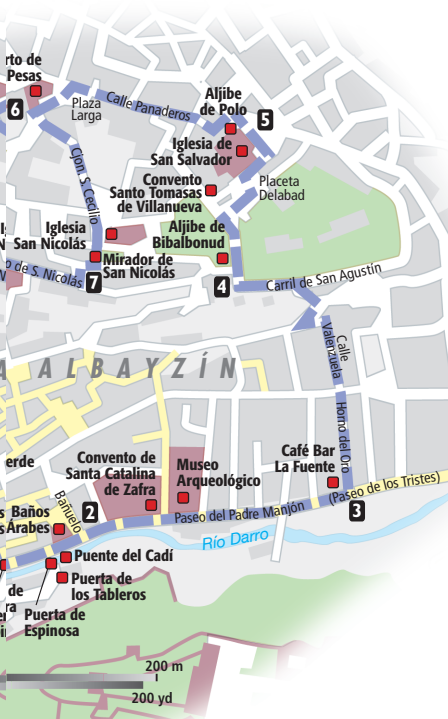 rto de
Pesas
6
Plaza
Larga
Calle Panaderos
Aljibe
de Polo
5
Iglesia de
San Salvador
Cjon. S. Cecilio
Convento
Santo Tomasas
de Villanueva
Placeta
Delabad
Iglesia
San Nicolás
Aljibe de
Bibalbonud
Mirador de
San Nicolás
o de S. Nicolás
7
4
Carril de San Agustín
Calle
Valenzuela
ALBAYZÍN
Horno del Oro
erde
Convento de
Santa Catalina
de Zafra
Museo
Arqueológico
Café Bar
La Fuente
s Baños
Árabes
Bañuelo
2
Paseo del Padre Manjón
(Paseo de los Tristes)
3
Río Darro
Puente del Cadí
Puerta de
los Tableros
de
ra
Puerta de
Espinosa
200 m
200 yd